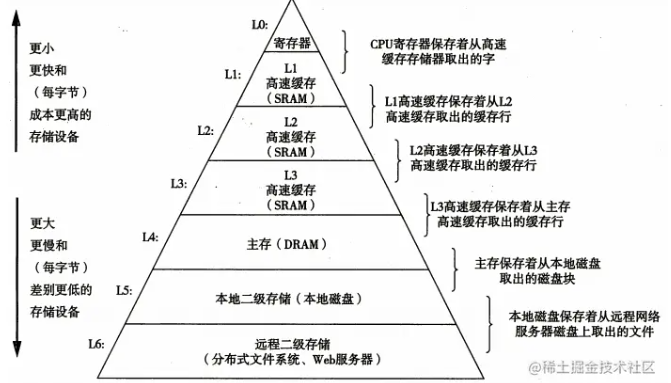 更小
更快和
（每字节）
成本更高的
存储设备
更大
更慢和
（每字节）
差别更低的
存储设备
L0:
寄存器
L1:
L1
高速缓存
（SRAM）
L2:
L2
高速缓存
（SRAM）
L3:
L3
高速缓存
（SRAM）
L4:
主存（DRAM）
L5:
本地二级存储（本地磁盘）
L6:
远程二级存储
（分布式文件系统、Web服务器）
CPU寄存器保存着从高速
缓存存储器取出的字
L1高速缓存保存着从L2
高速缓存取出的缓存行
L2高速缓存保存着从L3
高速缓存取出的缓存行
L3高速缓存保存着从主存
高速缓存取出的缓存行
主存保存着从本地磁盘
取出的磁盘块
本地磁盘保存着从远程网络
服务器磁盘上取出的文件
@稀土掘金技术社区